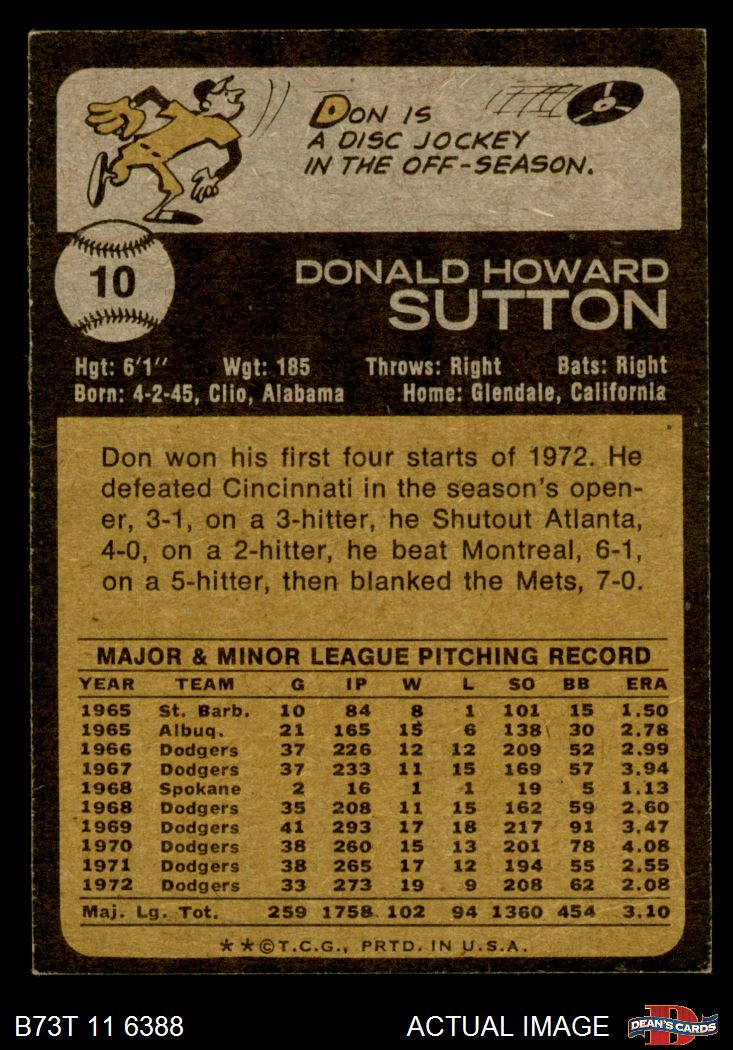 DON IS
A DISC JOCKEY
IN THE OFF-SEASON.
10
DONALD HOWARD
SUTTON
Hgt: 6'1" Wgt: 185 Throws: Right Bats: Right
Born: 4-2-45, Clio, Alabama Home: Glendale, California
Don won his first four starts of 1972. He
defeated Cincinnati in the season's open-
er, 3-1, on a 3-hitter, he Shutout Atlanta,
4-0, on a 2-hitter, he beat Montreal, 6-1,
on a 5-hitter, then blanked the Mets, 7-0.
MAJOR & MINOR LEAGUE PITCHING RECORD
YEAR TEAM G IP W L SO BB ERA
1965 St. Barb. 10 84 8 1 101 15 1.50
1965 Albuq. 21 165 15 6 138 30 2.78
1966 Dodgers 37 226 12 12 209 52 2.99
1967 Dodgers 37 233 11 15 169 57 3.94
1968 Spokane 2 16 1 1 19 5 1.13
1968 Dodgers 35 208 11 15 162 59 2.60
1969 Dodgers 41 293 17 18 217 91 3.47
1970 Dodgers 38 260 15 13 201 78 4.08
1971 Dodgers 38 265 17 12 194 55 2.55
1972 Dodgers 33 273 19 9 208 62 2.08
Maj. Lg. Tot. 259 1758 102 94 1360 454 3.10
★★©T.C.G., PRTD. IN U.S.A.
B73T 11 6388 ACTUAL IMAGE DEAN'S CARDS